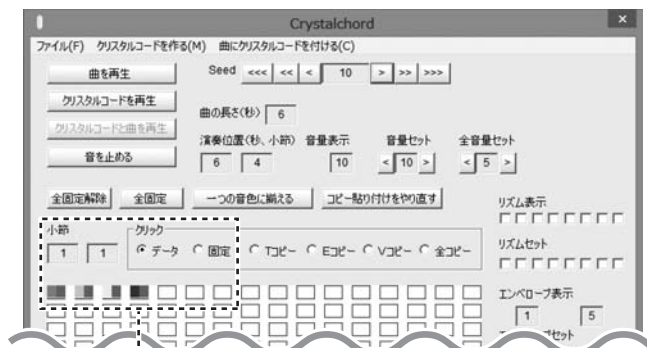 Crystalchord ×
ファイル(F) クリスタルコードを作る(M) 曲にクリスタルコードを付ける(C)
曲を再生 Seed <<< << < 10 > >> >>>
クリスタルコードを再生 曲の長さ(秒) 6
クリスタルコードと曲を再生
演奏位置(秒、小節) 音量表示 音量セット 全音量セット
音を止める 6 4 10 < 10 > < 5 >
全固定解除 全固定 一つの音色に揃える コピー貼り付けをやり直す
リズム表示
小節 クリック
1 1 データ 固定 Tコピー Eコピー Vコピー 全コピー
リズムセット
エンベロープ表示
1 5